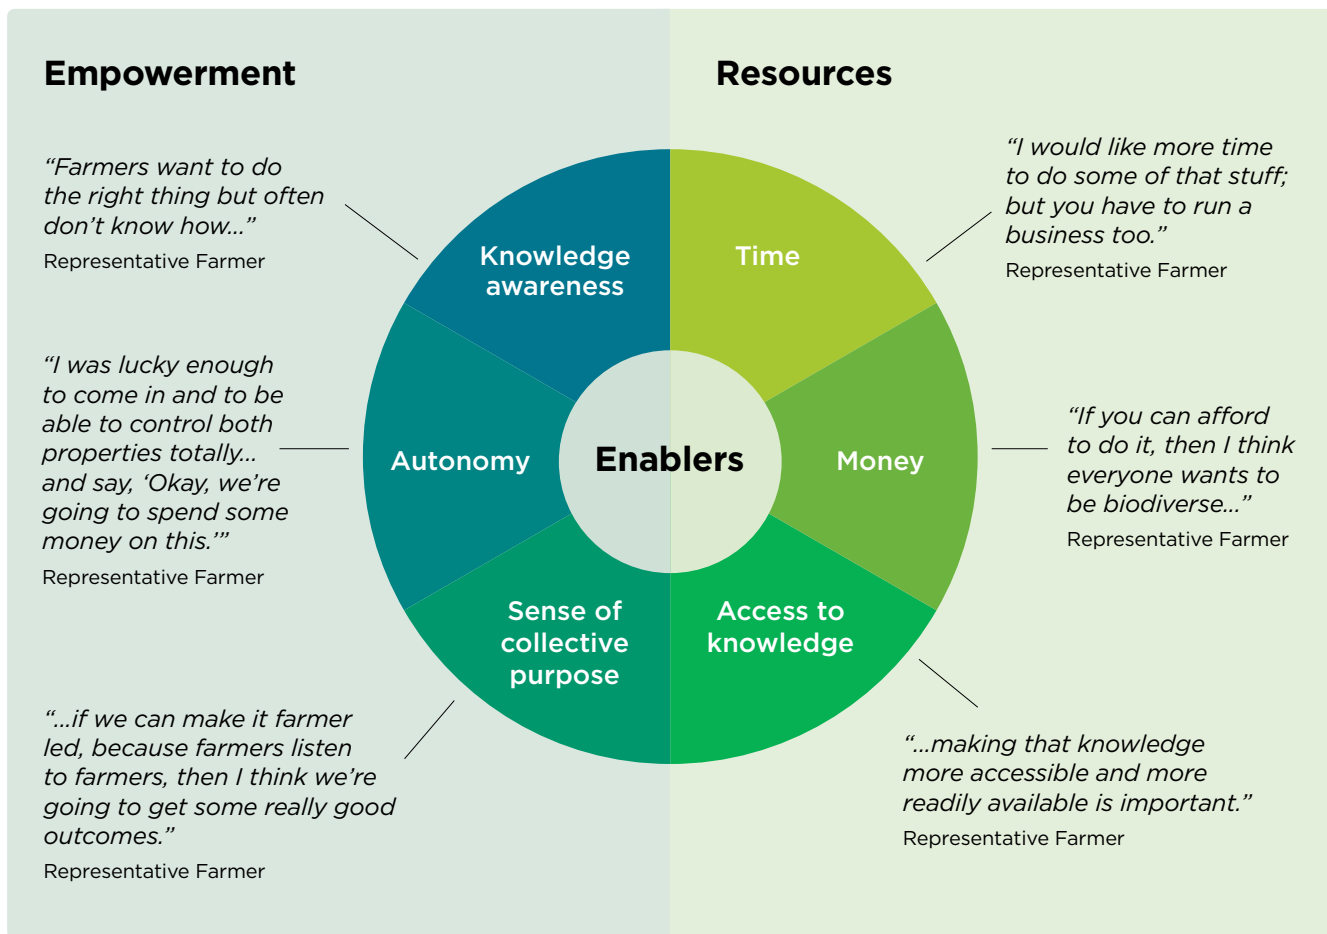 Empowerment
“Farmers want to do
the right thing but often
don’t know how...”
Representative Farmer
“I was lucky enough
to come in and to be
able to control both
properties totally...
and say, ‘Okay, we’re
going to spend some
money on this.’”
Representative Farmer
“...if we can make it farmer
led, because farmers listen
to farmers, then I think we’re
going to get some really good
outcomes.”
Representative Farmer
Knowledge
awareness
Autonomy
Sense of
collective
purpose
Enablers
Resources
Time
Money
Access to
knowledge
“I would like more time
to do some of that stuff;
but you have to run a
business too.”
Representative Farmer
“If you can afford
to do it, then I think
everyone wants to
be biodiverse...”
Representative Farmer
“...making that knowledge
more accessible and more
readily available is important.”
Representative Farmer